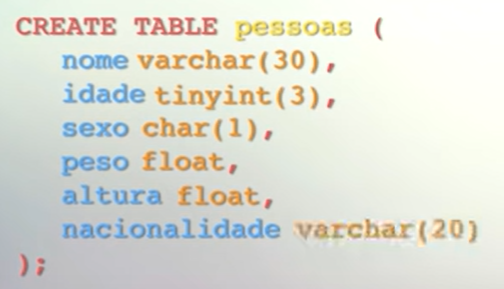 CREATE TABLE pessoas (
nome varchar(30),
idade tinyint(3),
sexo char(1),
peso float,
altura float,
nacionalidade varchar(20)
);